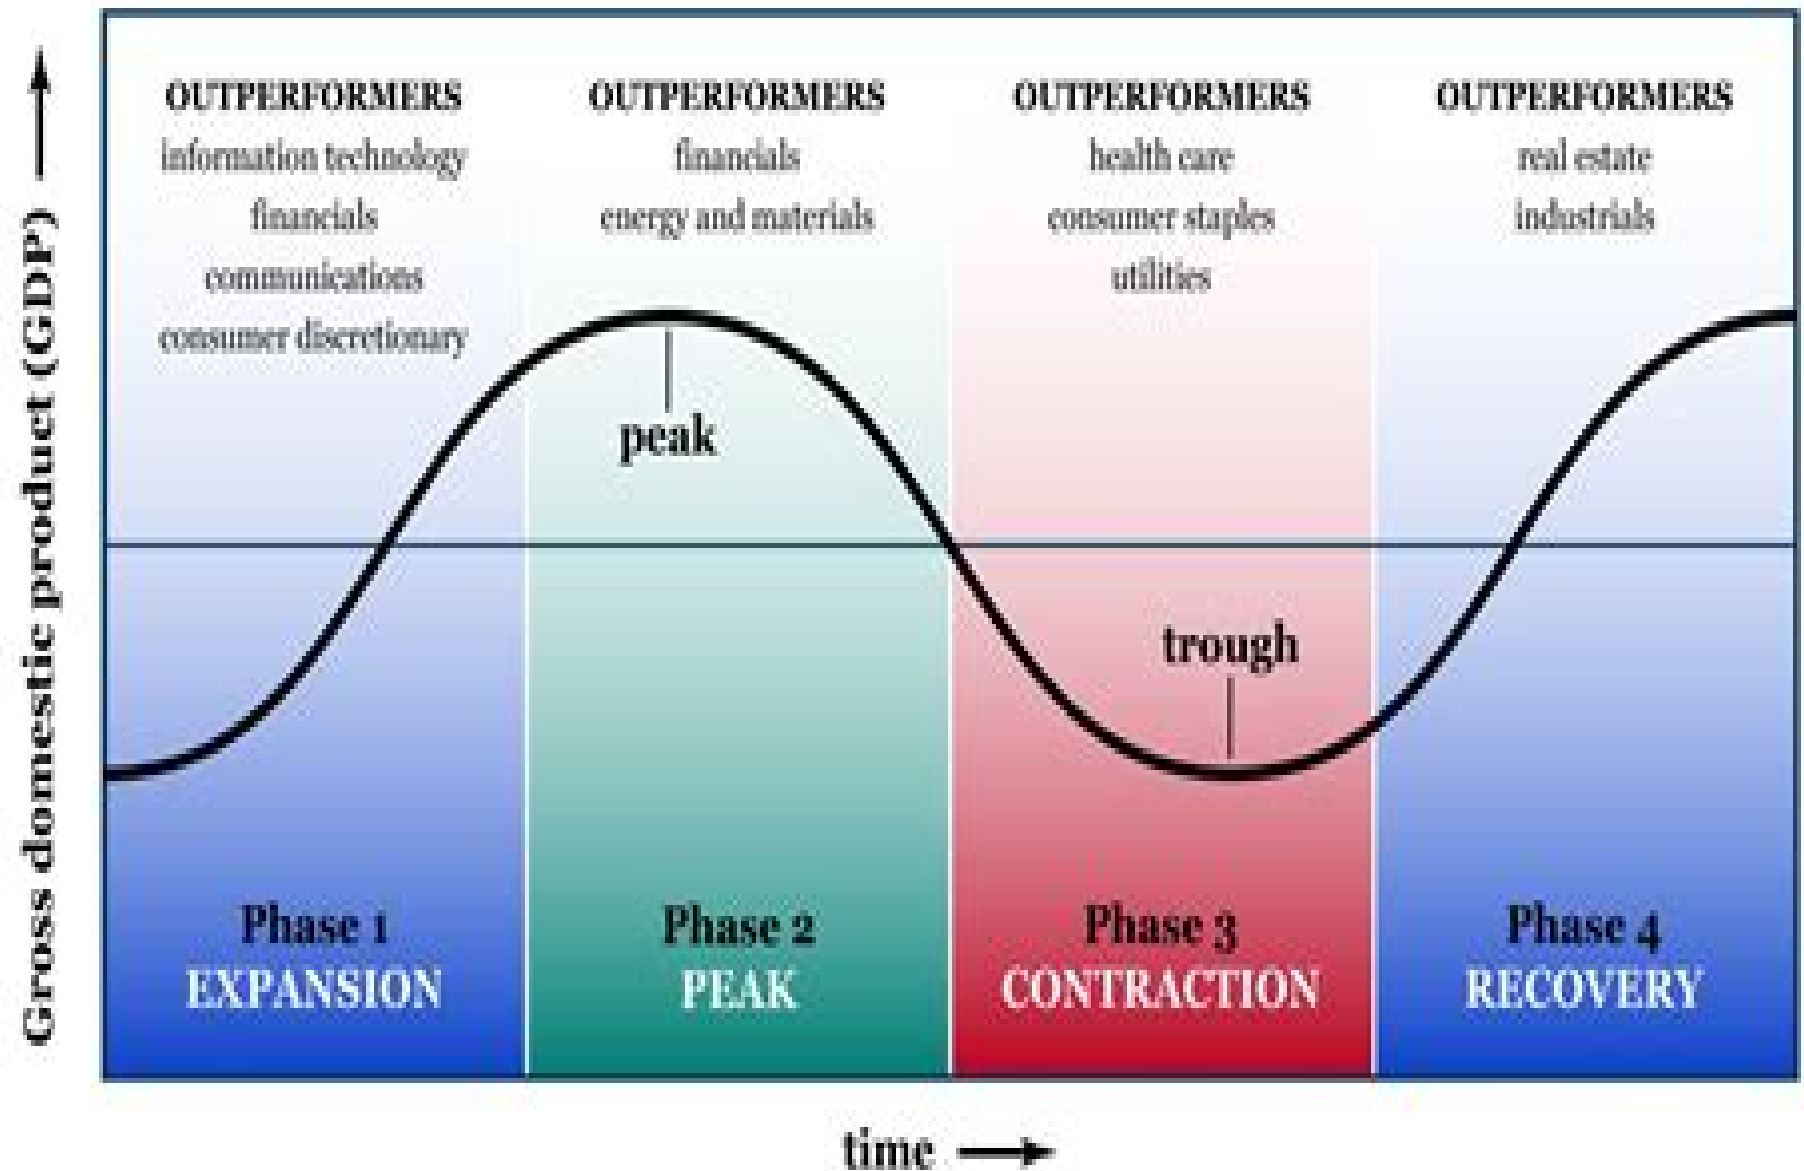 Gross domestic product (GDP)
OUTPERFORMERS
information technology
financials
communications
consumer discretionary
OUTPERFORMERS
financials
energy and materials
OUTPERFORMERS
health care
consumer staples
utilities
OUTPERFORMERS
real estate
industrials
peak
trough
Phase 1
EXPANSION
Phase 2
PEAK
Phase 3
CONTRACTION
Phase 4
RECOVERY
time